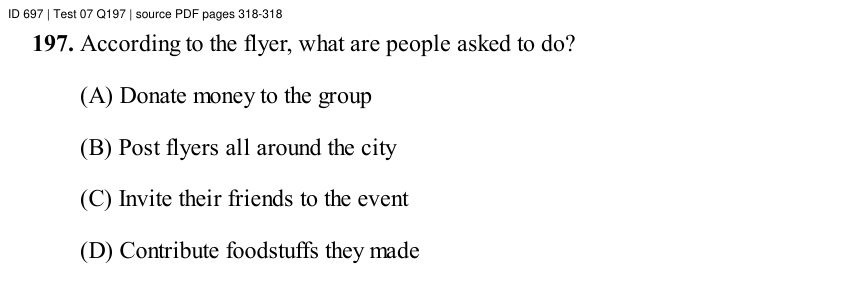 ID 697 | Test 07 Q197 | source PDF pages 318-318
197. According to the flyer, what are people asked to do?
(A) Donate money to the group
(B) Post flyers all around the city
(C) Invite their friends to the event
(D) Contribute foodstuffs they made